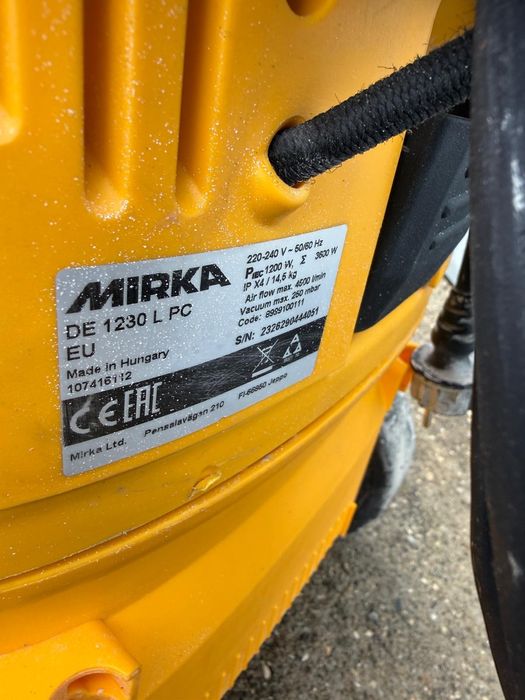 MIRKA
DE 1230 L PC
EU
Made in Hungary
107416112
220-240 V ~ 50/60 Hz
PIEC 1200 W, Σ 3600 W
IP X4 / 14,5 kg
Air flow max. 4500 l/min
Vacuum max. 250 mbar
Code: 8999100111
S/N: 2326290444051
CE EAC
Mirka Ltd. Pensalavägen 210 FI-66850 Jeppo